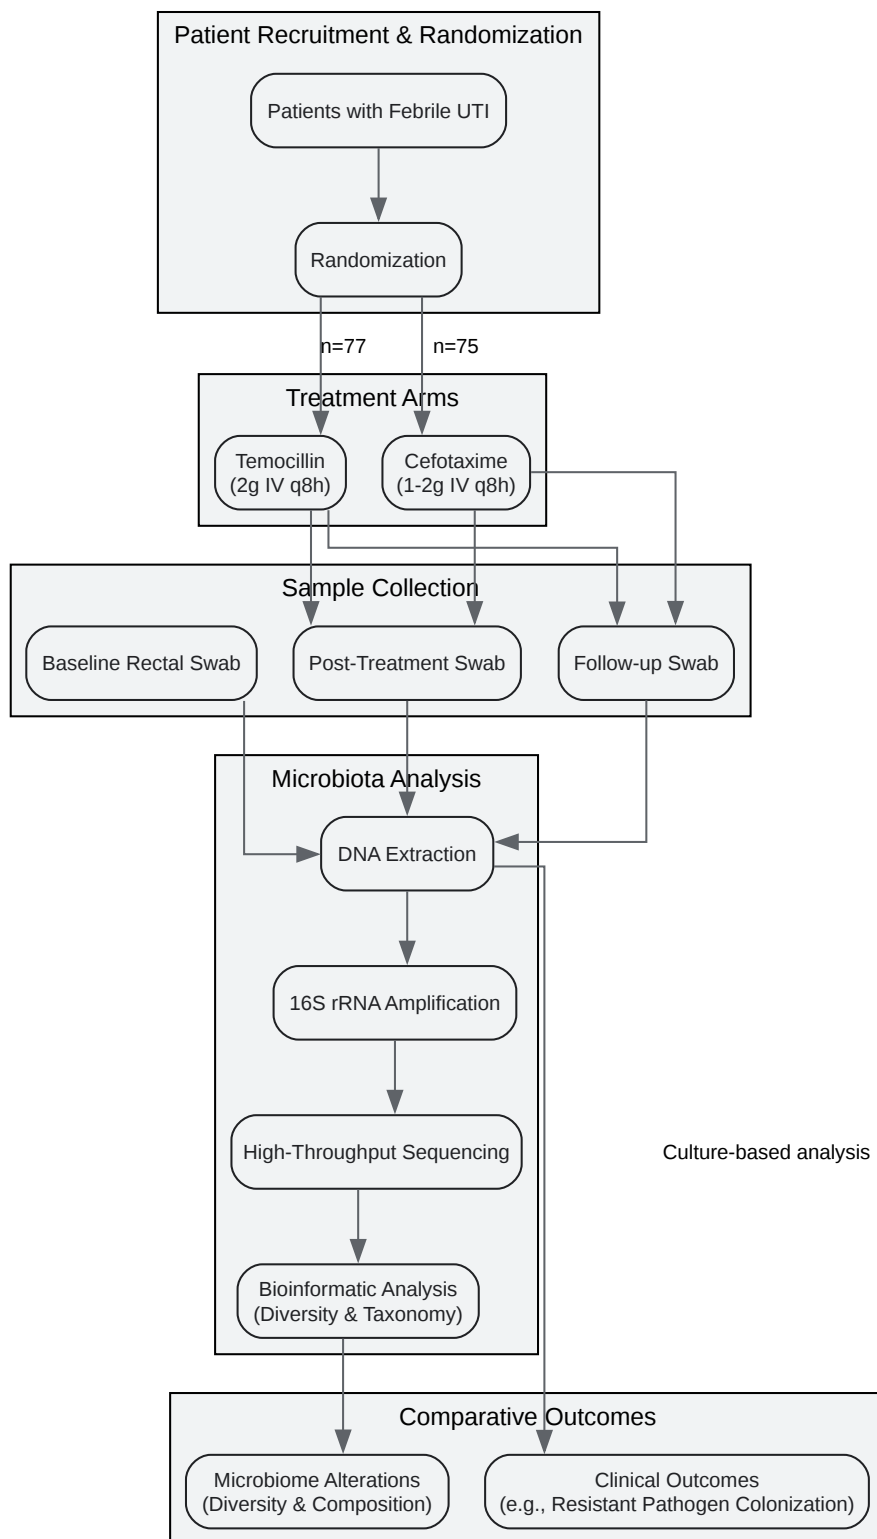 Patient Recruitment & Randomization
Patients with Febrile UTI
Randomization
n=77
n=75
Treatment Arms
Temocillin
(2g IV q8h)
Cefotaxime
(1-2g IV q8h)
Sample Collection
Baseline Rectal Swab
Post-Treatment Swab
Follow-up Swab
Microbiota Analysis
DNA Extraction
16S rRNA Amplification
High-Throughput Sequencing
Culture-based analysis
Bioinformatic Analysis
(Diversity & Taxonomy)
Comparative Outcomes
Microbiome Alterations
(Diversity & Composition)
Clinical Outcomes
(e.g., Resistant Pathogen Colonization)